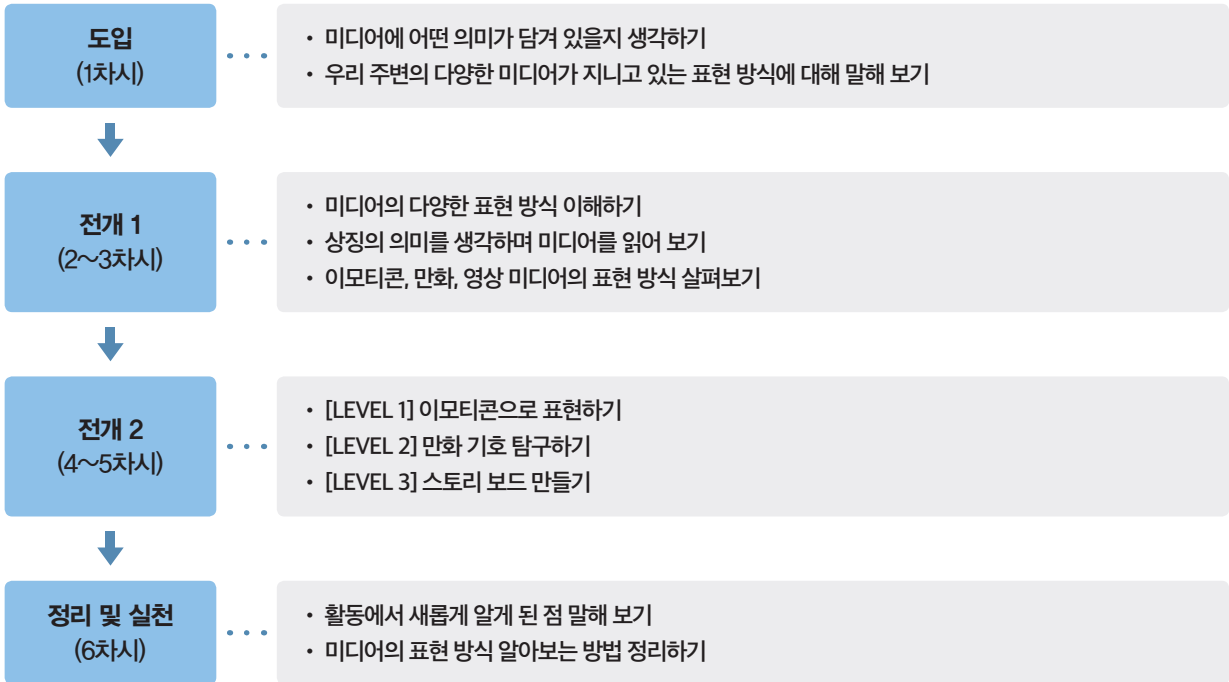 도입
(1차시)
• 미디어에 어떤 의미가 담겨 있을지 생각하기
• 우리 주변의 다양한 미디어가 지니고 있는 표현 방식에 대해 말해 보기
전개 1
(2~3차시)
• 미디어의 다양한 표현 방식 이해하기
• 상징의 의미를 생각하며 미디어를 읽어 보기
• 이모티콘, 만화, 영상 미디어의 표현 방식 살펴보기
전개 2
(4~5차시)
• [LEVEL 1] 이모티콘으로 표현하기
• [LEVEL 2] 만화 기호 탐구하기
• [LEVEL 3] 스토리 보드 만들기
정리 및 실천
(6차시)
• 활동에서 새롭게 알게 된 점 말해 보기
• 미디어의 표현 방식 알아보는 방법 정리하기